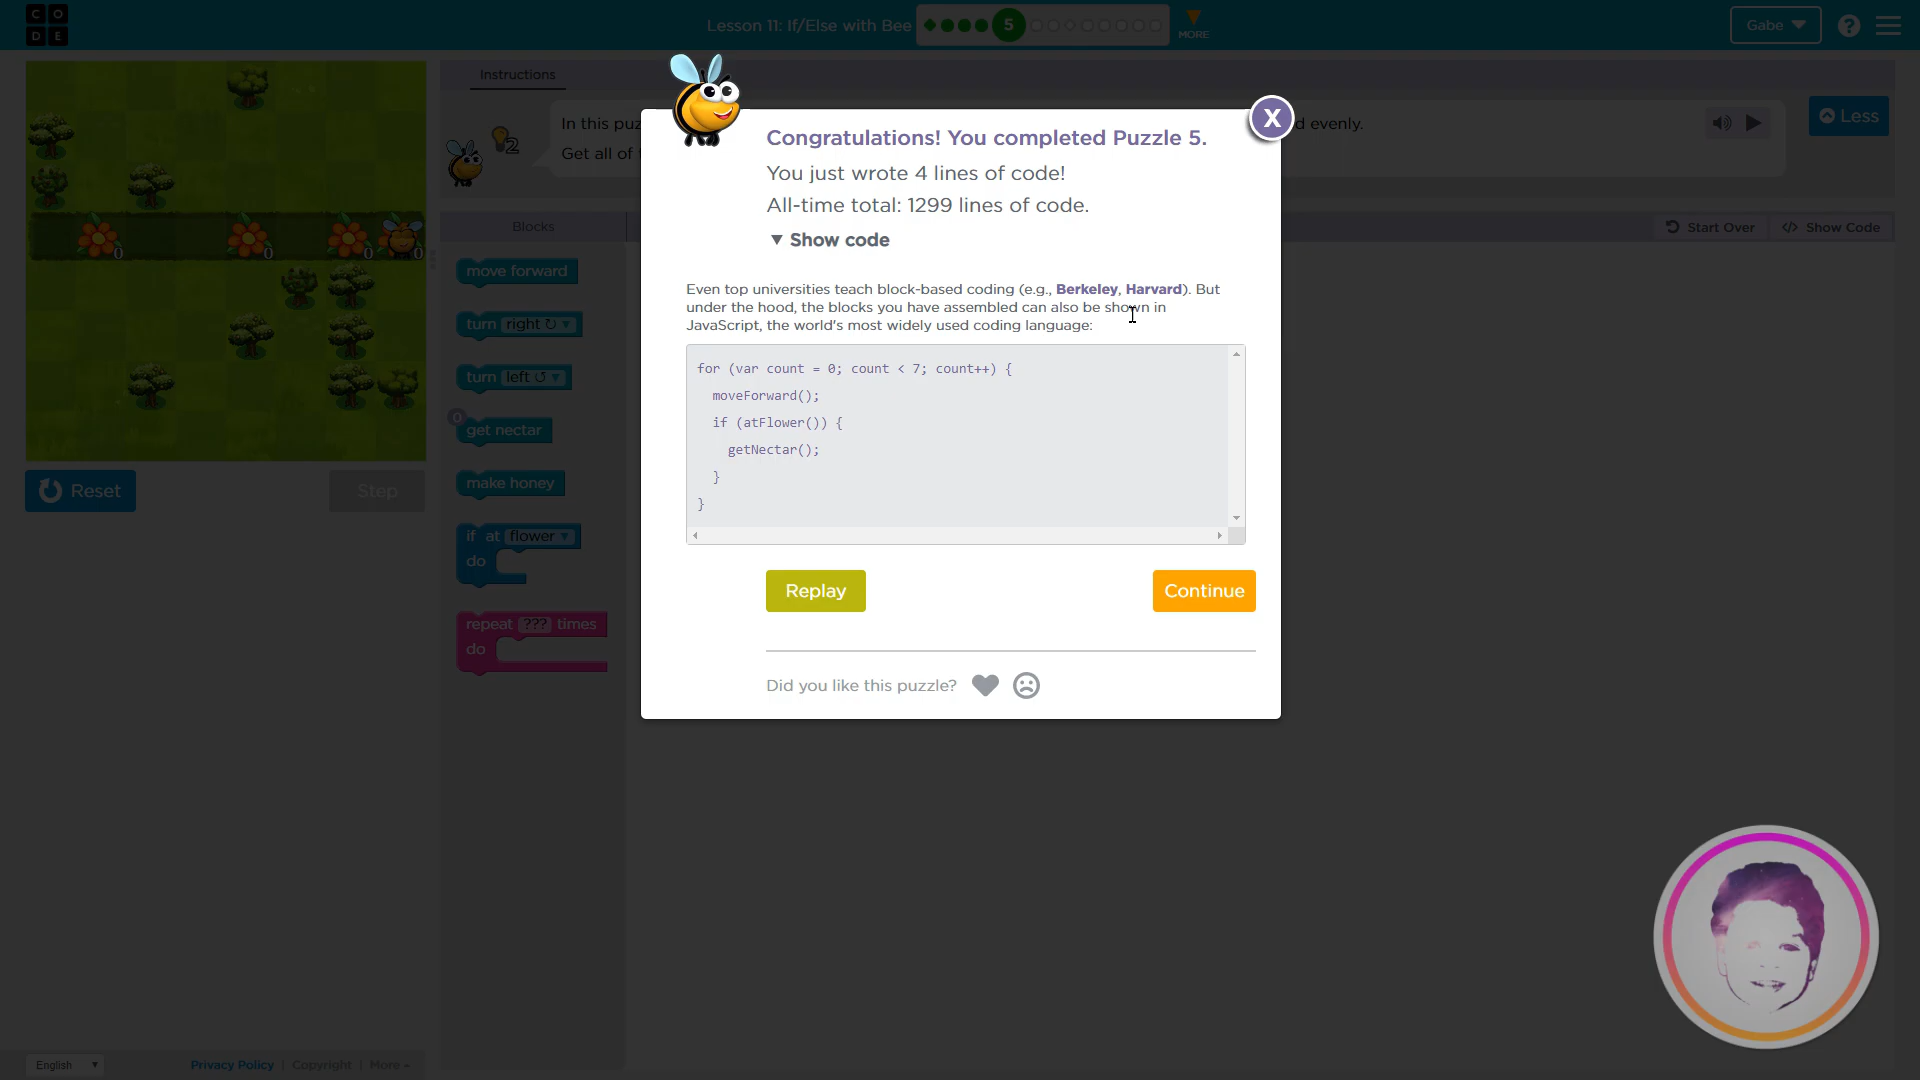 C O
D E
Lesson 11: If/Else with Bee
5
MORE
Gabe
?
Instructions
2
In this puz
d evenly.
Get all of
Less
Blocks
Start Over
</> Show Code
0
0
0
0
move forward
turn right
turn left
0
get nectar
make honey
if at flower
do
repeat ??? times
do
Reset
Step
X
Congratulations! You completed Puzzle 5.
You just wrote 4 lines of code!
All-time total: 1299 lines of code.
Show code
Even top universities teach block-based coding (e.g., Berkeley, Harvard). But
under the hood, the blocks you have assembled can also be shown in
JavaScript, the world's most widely used coding language:
for (var count = 0; count < 7; count++) {
moveForward();
if (atFlower()) {
getNectar();
}
}
Replay
Continue
Did you like this puzzle?
English
Privacy Policy | Copyright | More